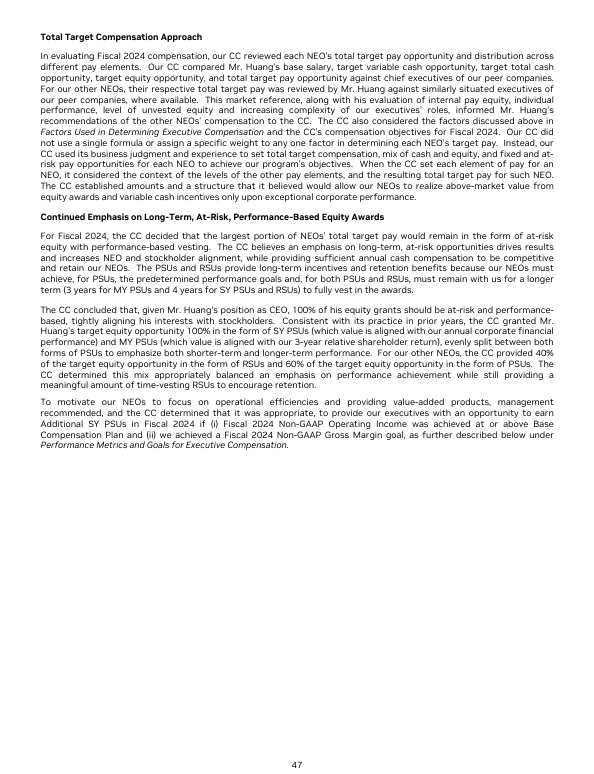 Total Target Compensation Approach
In evaluating Fiscal 2024 compensation, our CC reviewed each NEO's total target pay opportunity and distribution across
different pay elements. Our CC compared Mr. Huang's base salary, target variable cash opportunity, target total cash
opportunity, target equity opportunity, and total target pay opportunity against chief executives of our peer companies.
For our other NEOs, their respective total target pay was reviewed by Mr. Huang against similarly situated executives of
our peer companies, where available. This market reference, along with his evaluation of internal pay equity, individual
performance, level of unvested equity and increasing complexity of our executives' roles, informed Mr. Huang's
recommendations of the other NEOs' compensation to the CC. The CC also considered the factors discussed above in
Factors Used in Determining Executive Compensation and the CC's compensation objectives for Fiscal 2024. Our CC did
not use a single formula or assign a specific weight to any one factor in determining each NEO's target pay. Instead, our
CC used its business judgment and experience to set total target compensation, mix of cash and equity, and fixed and at-
risk pay opportunities for each NEO to achieve our program's objectives. When the CC set each element of pay for an
NEO, it considered the context of the levels of the other pay elements, and the resulting total target pay for such NEO.
The CC established amounts and a structure that it believed would allow our NEOs to realize above-market value from
equity awards and variable cash incentives only upon exceptional corporate performance.
Continued Emphasis on Long-Term, At-Risk, Performance-Based Equity Awards
For Fiscal 2024, the CC decided that the largest portion of NEOs' total target pay would remain in the form of at-risk
equity with performance-based vesting. The CC believes an emphasis on long-term, at-risk opportunities drives results
and increases NEO and stockholder alignment, while providing sufficient annual cash compensation to be competitive
and retain our NEOs. The PSUs and RSUs provide long-term incentives and retention benefits because our NEOs must
achieve, for PSUs, the predetermined performance goals and, for both PSUs and RSUs, must remain with us for a longer
term (3 years for MY PSUs and 4 years for SY PSUs and RSUs) to fully vest in the awards.
The CC concluded that, given Mr. Huang's position as CEO, 100% of his equity grants should be at-risk and performance-
based, tightly aligning his interests with stockholders. Consistent with its practice in prior years, the CC granted Mr.
Huang's target equity opportunity 100% in the form of SY PSUs (which value is aligned with our annual corporate financial
performance) and MY PSUs (which value is aligned with our 3-year relative shareholder return), evenly split between both
forms of PSUs to emphasize both shorter-term and longer-term performance. For our other NEOs, the CC provided 40%
of the target equity opportunity in the form of RSUs and 60% of the target equity opportunity in the form of PSUs. The
CC determined this mix appropriately balanced an emphasis on performance achievement while still providing a
meaningful amount of time-vesting RSUs to encourage retention.
To motivate our NEOs to focus on operational efficiencies and providing value-added products, management
recommended, and the CC determined that it was appropriate, to provide our executives with an opportunity to earn
Additional SY PSUs in Fiscal 2024 if (i) Fiscal 2024 Non-GAAP Operating Income was achieved at or above Base
Compensation Plan and (ii) we achieved a Fiscal 2024 Non-GAAP Gross Margin goal, as further described below under
Performance Metrics and Goals for Executive Compensation.
47